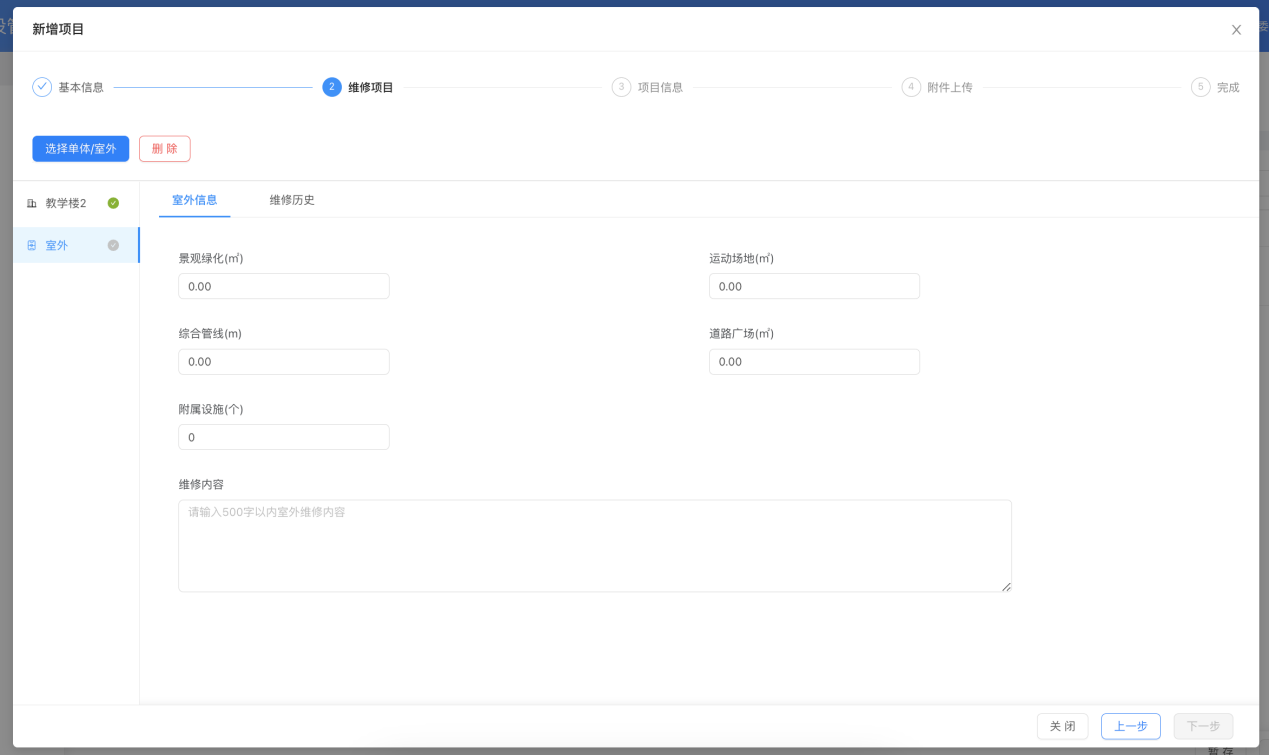 新增项目
基本信息
2 维修项目
3 项目信息
4 附件上传
5 完成
选择单体/室外 删 除
教学楼2
室外
室外信息 维修历史
景观绿化(㎡) 运动场地(㎡)
0.00 0.00
综合管线(m) 道路广场(㎡)
0.00 0.00
附属设施(个)
0
维修内容
请输入500字以内室外维修内容
关 闭 上一步 下一步
暂 存